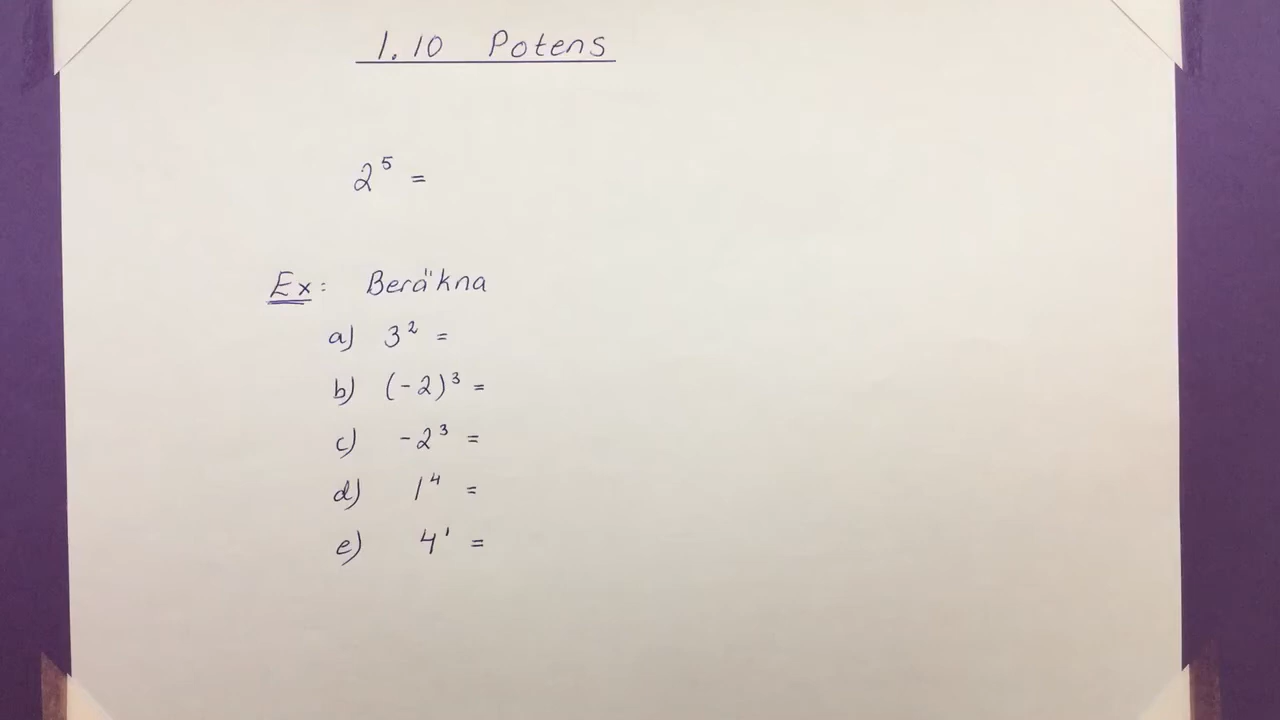 1.10 Potens
2⁵ =
Ex: Beräkna
a) 3² =
b) (-2)³ =
c) -2³ =
d) 1⁴ =
e) 4¹ =